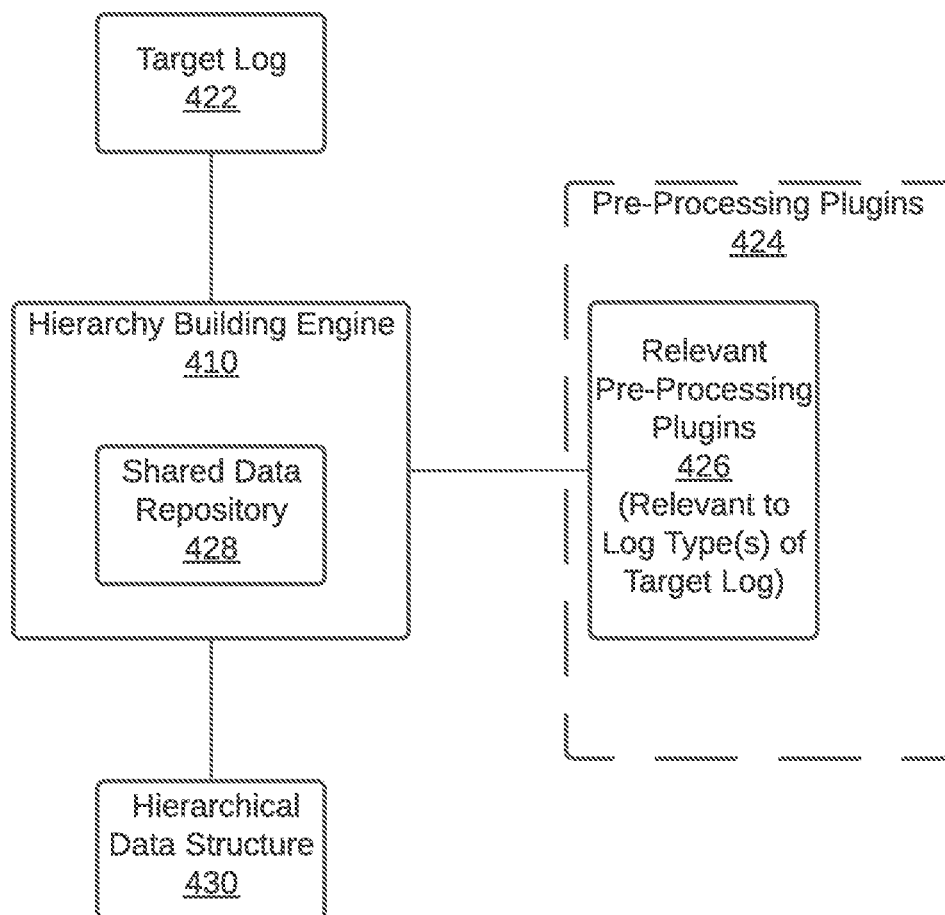 Target Log
422
Pre-Processing Plugins
424
Hierarchy Building Engine
410
Relevant
Pre-Processing
Plugins
426
(Relevant to
Log Type(s) of
Target Log)
Shared Data
Repository
428
Hierarchical
Data Structure
430